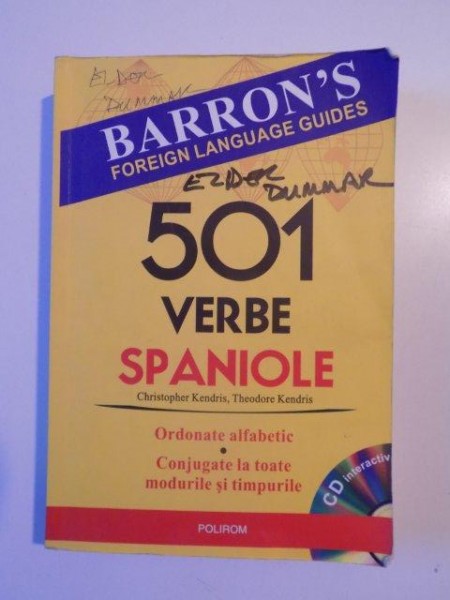 ELDER
DUMMAR
BARRON'S
FOREIGN LANGUAGE GUIDES
ELDER DUMMAR
501
VERBE
SPANIOLE
Christopher Kendris, Theodore Kendris
Ordonate alfabetic
•
Conjugate la toate
modurile şi timpurile
CD interactiv
POLIROM